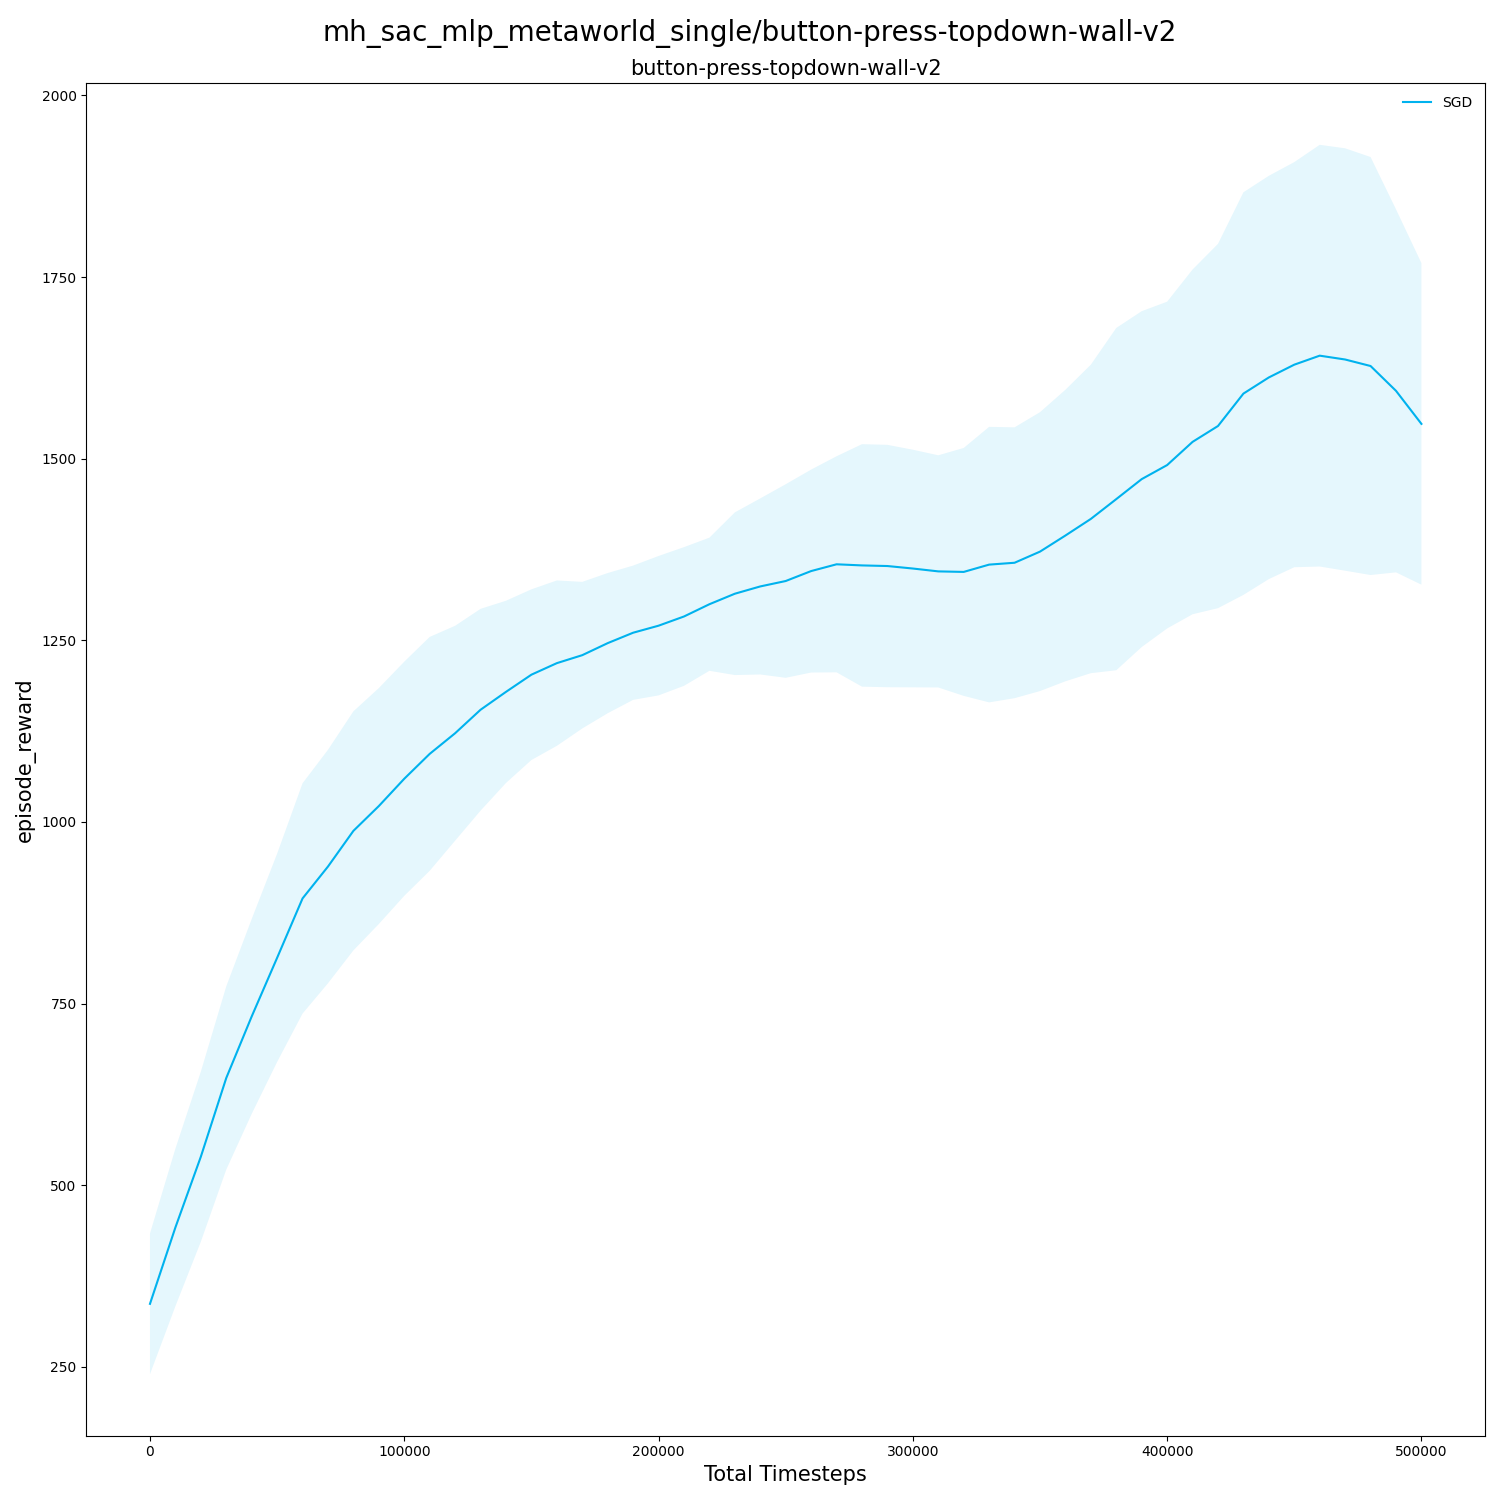 mh_sac_mlp_metaworld_single/button-press-topdown-wall-v2
button-press-topdown-wall-v2
SGD
episode_reward
2000
1750
1500
1250
1000
750
500
250
0 100000 200000 300000 400000 500000
Total Timesteps